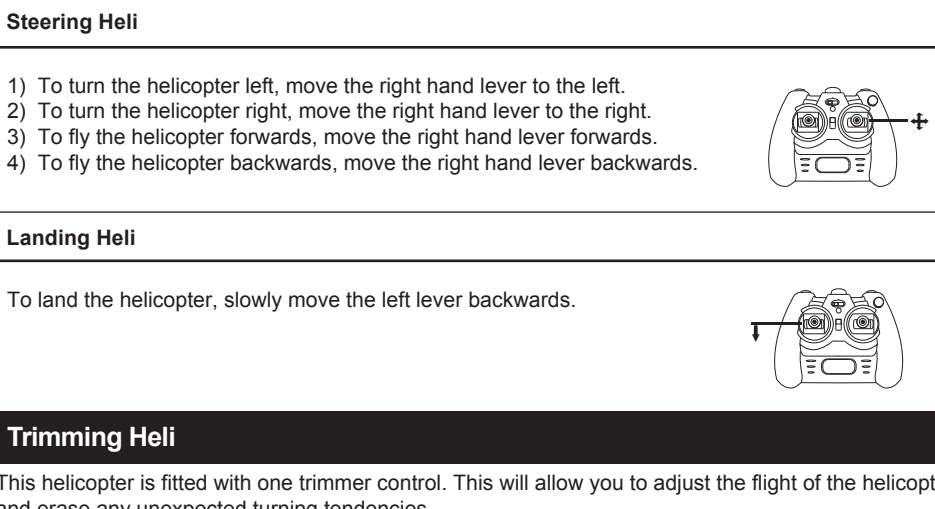 Steering Heli
1) To turn the helicopter left, move the right hand lever to the left.
2) To turn the helicopter right, move the right hand lever to the right.
3) To fly the helicopter forwards, move the right hand lever forwards.
4) To fly the helicopter backwards, move the right hand lever backwards.
Landing Heli
To land the helicopter, slowly move the left lever backwards.
Trimming Heli
This helicopter is fitted with one trimmer control. This will allow you to adjust the flight of the helicopt
and erase any unexpected turning tendencies